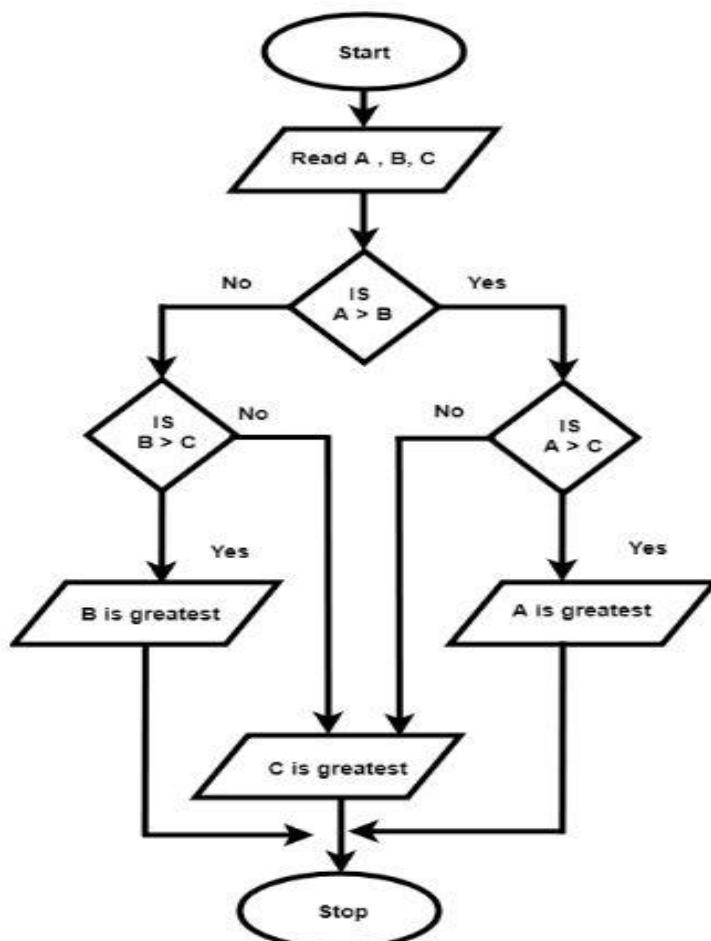 Start
Read A , B, C
No
Yes
IS
A > B
IS
B > C
No
No
IS
A > C
Yes
Yes
B is greatest
A is greatest
C is greatest
Stop